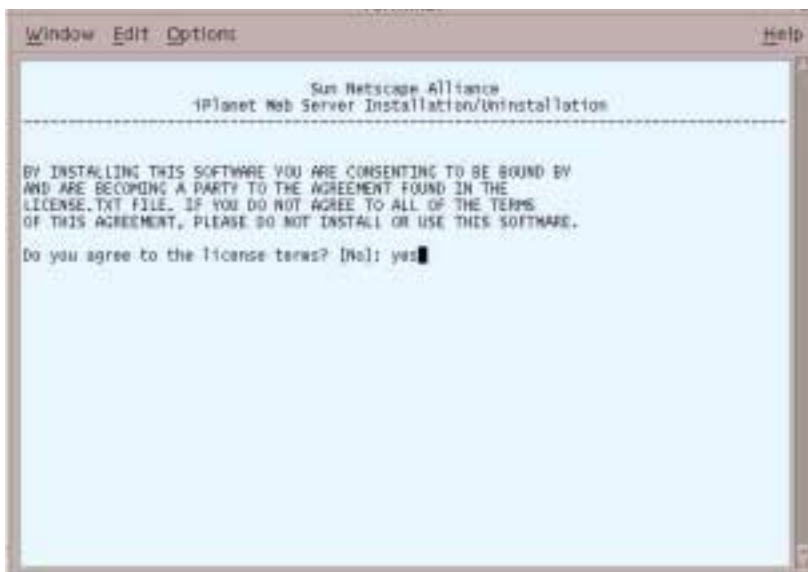 Window Edit Options Help
Sun Netscape Alliance
iPlanet Web Server Installation/Uninstallation
--------------------------------------------------------------------------------
BY INSTALLING THIS SOFTWARE YOU ARE CONSENTING TO BE BOUND BY
AND ARE BECOMING A PARTY TO THE AGREEMENT FOUND IN THE
LICENSE.TXT FILE. IF YOU DO NOT AGREE TO ALL OF THE TERMS
OF THIS AGREEMENT, PLEASE DO NOT INSTALL OR USE THIS SOFTWARE.
Do you agree to the license terms? [No]: yes